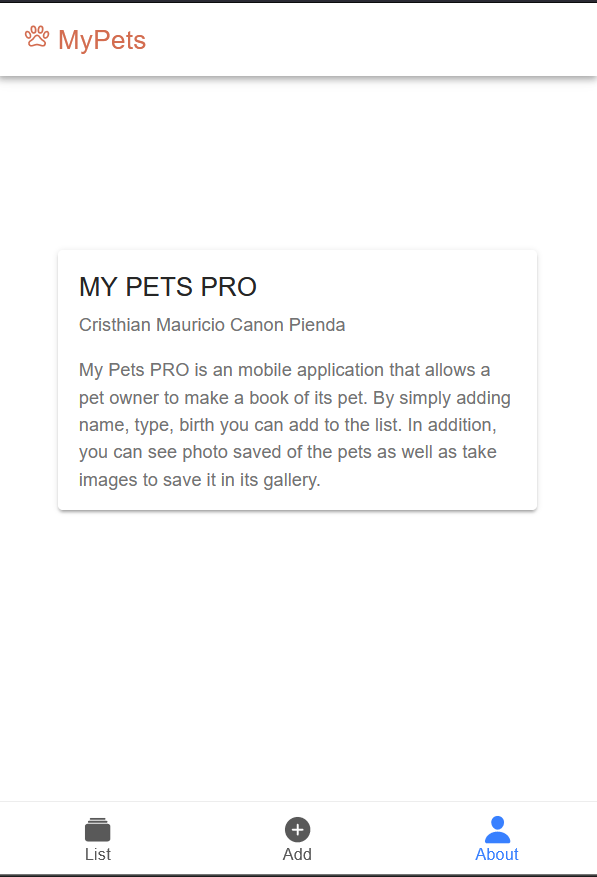 MyPets
MY PETS PRO
Cristhian Mauricio Canon Pienda
My Pets PRO is an mobile application that allows a
pet owner to make a book of its pet. By simply adding
name, type, birth you can add to the list. In addition,
you can see photo saved of the pets as well as take
images to save it in its gallery.
List
Add
About